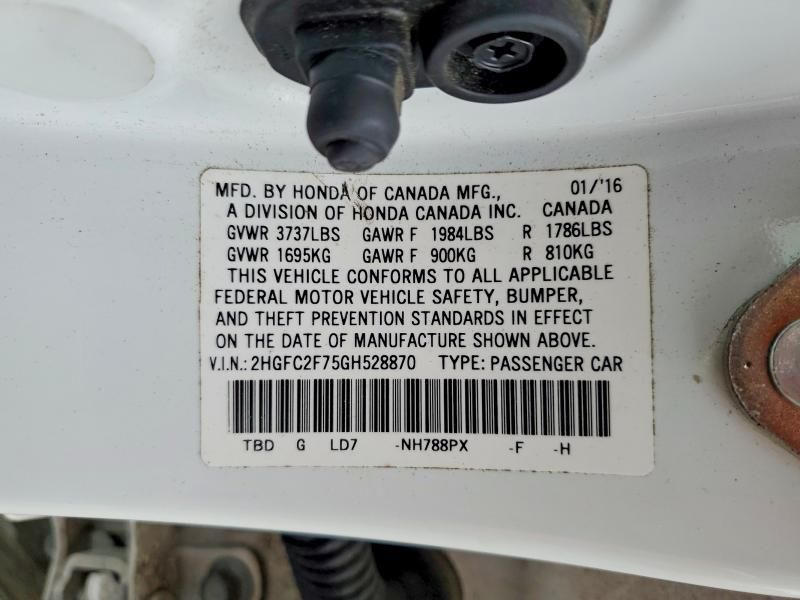 MFD. BY HONDA OF CANADA MFG., 01/'16
A DIVISION OF HONDA CANADA INC. CANADA
GVWR 3737LBS GAWR F 1984LBS R 1786LBS
GVWR 1695KG GAWR F 900KG R 810KG
THIS VEHICLE CONFORMS TO ALL APPLICABLE
FEDERAL MOTOR VEHICLE SAFETY, BUMPER,
AND THEFT PREVENTION STANDARDS IN EFFECT
ON THE DATE OF MANUFACTURE SHOWN ABOVE.
V.I.N.: 2HGFC2F75GH528870 TYPE: PASSENGER CAR
TBD G LD7 -NH788PX -F -H